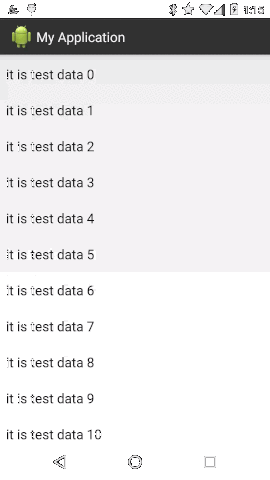 My Application
it is test data 0
it is test data 1
it is test data 2
it is test data 3
it is test data 4
it is test data 5
it is test data 6
it is test data 7
it is test data 8
it is test data 9
it is test data 10